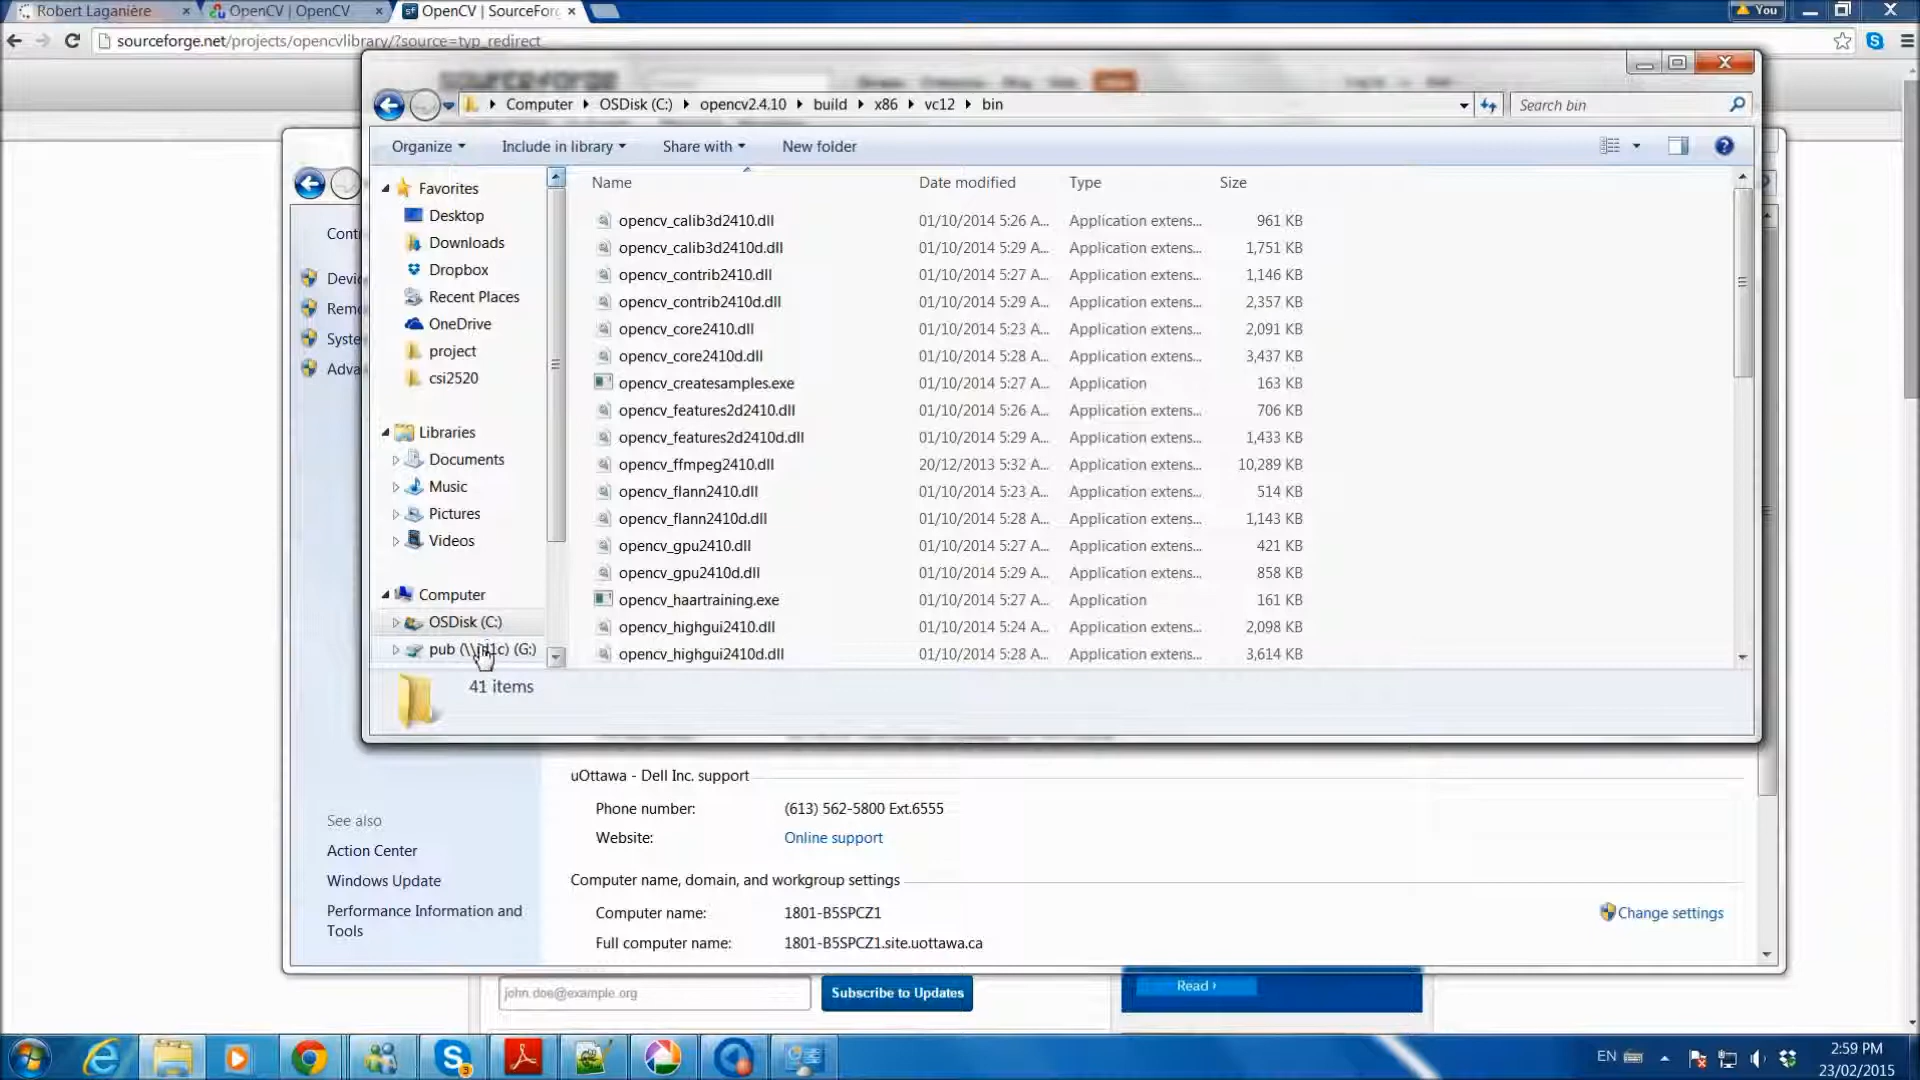 Robert Laganière
OpenCV | OpenCV
OpenCV | SourceFor
You
sourceforge.net/projects/opencvlibrary/?source=typ_redirect
Computer OSDisk (C:) opencv2.4.10 build x86 vc12 bin
Search bin
Organize Include in library Share with New folder
Name Date modified Type Size
Favorites
Desktop
Downloads
Dropbox
Recent Places
OneDrive
project
csi2520
Libraries
Documents
Music
Pictures
Videos
Computer
OSDisk (C:)
pub (G:)
opencv_calib3d2410.dll 01/10/2014 5:26 A... Application extens... 961 KB
opencv_calib3d2410d.dll 01/10/2014 5:29 A... Application extens... 1,751 KB
opencv_contrib2410.dll 01/10/2014 5:27 A... Application extens... 1,146 KB
opencv_contrib2410d.dll 01/10/2014 5:29 A... Application extens... 2,357 KB
opencv_core2410.dll 01/10/2014 5:23 A... Application extens... 2,091 KB
opencv_core2410d.dll 01/10/2014 5:28 A... Application extens... 3,437 KB
opencv_createsamples.exe 01/10/2014 5:27 A... Application 163 KB
opencv_features2d2410.dll 01/10/2014 5:26 A... Application extens... 706 KB
opencv_features2d2410d.dll 01/10/2014 5:29 A... Application extens... 1,433 KB
opencv_ffmpeg2410.dll 20/12/2013 5:32 A... Application extens... 10,289 KB
opencv_flann2410.dll 01/10/2014 5:23 A... Application extens... 514 KB
opencv_flann2410d.dll 01/10/2014 5:28 A... Application extens... 1,143 KB
opencv_gpu2410.dll 01/10/2014 5:27 A... Application extens... 421 KB
opencv_gpu2410d.dll 01/10/2014 5:29 A... Application extens... 858 KB
opencv_haartraining.exe 01/10/2014 5:27 A... Application 161 KB
opencv_highgui2410.dll 01/10/2014 5:24 A... Application extens... 2,098 KB
opencv_highgui2410d.dll 01/10/2014 5:28 A... Application extens... 3,614 KB
41 items
Cont
Devi
Rem
Syste
Adva
uOttawa - Dell Inc. support
Phone number: (613) 562-5800 Ext.6555
Website: Online support
See also
Action Center
Windows Update
Performance Information and
Tools
Computer name, domain, and workgroup settings
Computer name: 1801-B5SPCZ1
Change settings
Full computer name: 1801-B5SPCZ1.site.uottawa.ca
john.doe@example.org
Subscribe to Updates
Read ›
EN
2:59 PM
23/02/2015